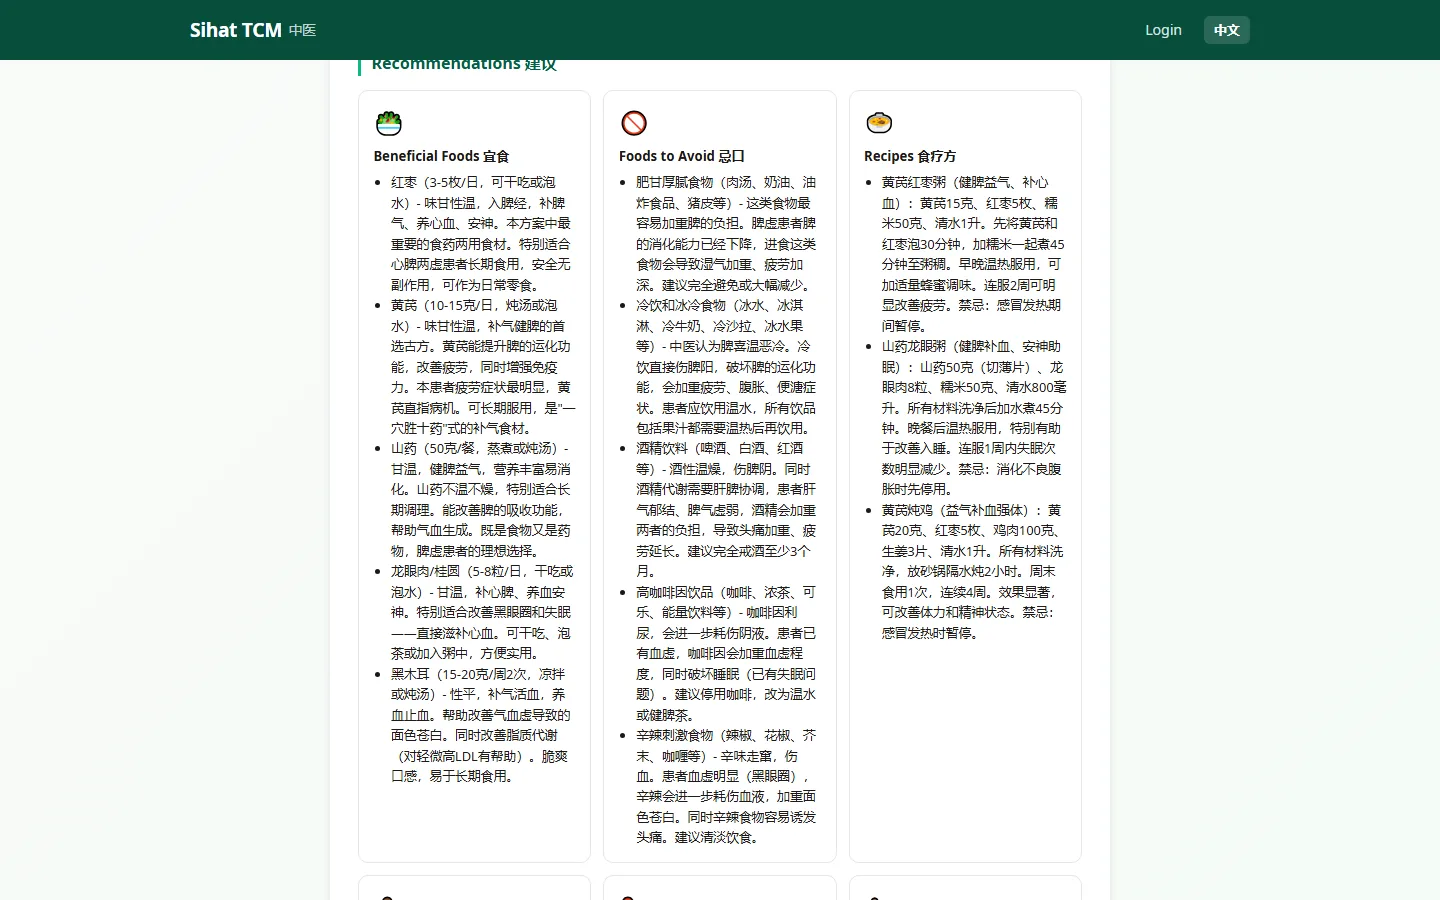 Sihat TCM 中医
Login
中文
Recommendations 建议
Beneficial Foods 宜食
红枣（3-5枚/日，可干吃或泡
水）- 味甘性温，入脾经，补脾
气、养心血、安神。本方案中最
重要的食药两用食材。特别适合
心脾两虚患者长期食用，安全无
副作用，可作为日常零食。
黄芪（10-15克/日，炖汤或泡
水）- 味甘性温，补气健脾的首
选古方。黄芪能提升脾的运化功
能，改善疲劳，同时增强免疫
力。本患者疲劳症状最明显，黄
芪直指病机。可长期服用，是"一
穴胜十药"式的补气食材。
山药（50克/餐，蒸煮或炖汤）-
甘温，健脾益气，营养丰富易消
化。山药不温不燥，特别适合长
期调理。能改善脾的吸收功能，
帮助气血生成。既是食物又是药
物，脾虚患者的理想选择。
龙眼肉/桂圆（5-8粒/日，干吃或
泡水）- 甘温，补心脾、养血安
神。特别适合改善黑眼圈和失眠
——直接滋补心血。可干吃、泡
茶或加入粥中，方便实用。
黑木耳（15-20克/周2次，凉拌
或炖汤）- 性平，补气活血，养
血止血。帮助改善气血虚导致的
面色苍白。同时改善脂质代谢
（对轻微高LDL有帮助）。脆爽
口感，易于长期食用。
Foods to Avoid 忌口
肥甘厚腻食物（肉汤、奶油、油
炸食品、猪皮等）- 这类食物最
容易加重脾的负担。脾虚患者脾
的消化能力已经下降，进食这类
食物会导致湿气加重、疲劳加
深。建议完全避免或大幅减少。
冷饮和冰冷食物（冰水、冰淇
淋、冷牛奶、冷沙拉、冰水果
等）- 中医认为脾喜温恶冷。冷
饮直接伤脾阳，破坏脾的运化功
能，会加重疲劳、腹胀、便溏症
状。患者应饮用温水，所有饮品
包括果汁都需要温热后再饮用。
酒精饮料（啤酒、白酒、红酒
等）- 酒性温燥，伤脾阴。同时
酒精代谢需要肝脾协调，患者肝
气郁结、脾气虚弱，酒精会加重
两者的负担，导致头痛加重、疲
劳延长。建议完全戒酒至少3个
月。
高咖啡因饮品（咖啡、浓茶、可
乐、能量饮料等）- 咖啡因利
尿，会进一步耗伤阴液。患者已
有血虚，咖啡因会加重血虚程
度，同时破坏睡眠（已有失眠问
题）。建议停用咖啡，改为温水
或健脾茶。
辛辣刺激食物（辣椒、花椒、芥
末、咖喱等）- 辛味走窜，伤
血。患者血虚明显（黑眼圈），
辛辣会进一步耗伤血液，加重面
色苍白。同时辛辣食物容易诱发
头痛。建议清淡饮食。
Recipes 食疗方
黄芪红枣粥（健脾益气、补心
血）：黄芪15克、红枣5枚、糯
米50克、清水1升。先将黄芪和
红枣泡30分钟，加糯米一起煮45
分钟至粥稠。早晚温热服用，可
加适量蜂蜜调味。连服2周可明
显改善疲劳。禁忌：感冒发热期
间暂停。
山药龙眼粥（健脾补血、安神助
眠）：山药50克（切薄片）、龙
眼肉8粒、糯米50克、清水800毫
升。所有材料洗净后加水煮45分
钟。晚餐后温热服用，特别有助
于改善入睡。连服1周内失眠次
数明显减少。禁忌：消化不良腹
胀时先停用。
黄芪炖鸡（益气补血强体）：黄
芪20克、红枣5枚、鸡肉100克、
生姜3片、清水1升。所有材料洗
净，放砂锅隔水炖2小时。周末
食用1次，连续4周。效果显著，
可改善体力和精神状态。禁忌：
感冒发热时暂停。